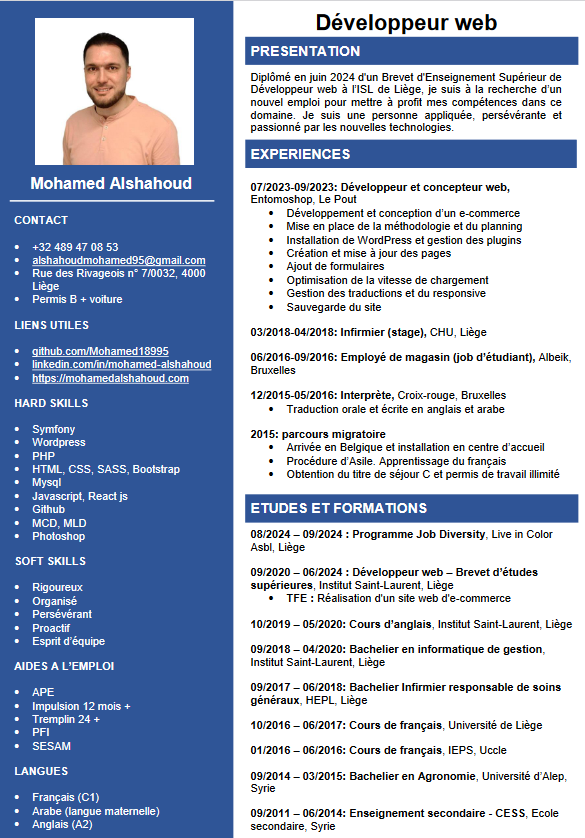 Mohamed Alshahoud
CONTACT
• +32 489 47 08 53
• alshahoudmohamed95@gmail.com
• Rue des Rivageois n° 7/0032, 4000
Liège
• Permis B + voiture
LIENS UTILES
• github.com/Mohamed18995
• linkedin.com/in/mohamed-alshahoud
• https://mohamedalshahoud.com
HARD SKILLS
• Symfony
• Wordpress
• PHP
• HTML, CSS, SASS, Bootstrap
• Mysql
• Javascript, React js
• Github
• MCD, MLD
• Photoshop
SOFT SKILLS
• Rigoureux
• Organisé
• Persévérant
• Proactif
• Esprit d'équipe
AIDES A L'EMPLOI
• APE
• Impulsion 12 mois +
• Tremplin 24 +
• PFI
• SESAM
LANGUES
• Français (C1)
• Arabe (langue maternelle)
• Anglais (A2)
Développeur web
PRESENTATION
Diplômé en juin 2024 d'un Brevet d'Enseignement Supérieur de
Développeur web à l'ISL de Liège, je suis à la recherche d'un
nouvel emploi pour mettre à profit mes compétences dans ce
domaine. Je suis une personne appliquée, persévérante et
passionné par les nouvelles technologies.
EXPERIENCES
07/2023-09/2023: Développeur et concepteur web,
Entomoshop, Le Pout
• Développement et conception d'un e-commerce
• Mise en place de la méthodologie et du planning
• Installation de WordPress et gestion des plugins
• Création et mise à jour des pages
• Ajout de formulaires
• Optimisation de la vitesse de chargement
• Gestion des traductions et du responsive
• Sauvegarde du site
03/2018-04/2018: Infirmier (stage), CHU, Liège
06/2016-09/2016: Employé de magasin (job d'étudiant), Albeik,
Bruxelles
12/2015-05/2016: Interprète, Croix-rouge, Bruxelles
• Traduction orale et écrite en anglais et arabe
2015: parcours migratoire
• Arrivée en Belgique et installation en centre d'accueil
• Procédure d'Asile. Apprentissage du français
• Obtention du titre de séjour C et permis de travail illimité
ETUDES ET FORMATIONS
08/2024 – 09/2024 : Programme Job Diversity, Live in Color
Asbl, Liège
09/2020 – 06/2024 : Développeur web – Brevet d'études
supérieures, Institut Saint-Laurent, Liège
• TFE : Réalisation d'un site web d'e-commerce
10/2019 – 05/2020: Cours d'anglais, Institut Saint-Laurent, Liège
09/2018 – 04/2020: Bachelier en informatique de gestion,
Institut Saint-Laurent, Liège
09/2017 – 06/2018: Bachelier Infirmier responsable de soins
généraux, HEPL, Liège
10/2016 – 06/2017: Cours de français, Université de Liège
01/2016 – 06/2016: Cours de français, IEPS, Uccle
09/2014 – 03/2015: Bachelier en Agronomie, Université d'Alep,
Syrie
09/2011 – 06/2014: Enseignement secondaire - CESS, Ecole
secondaire, Syrie